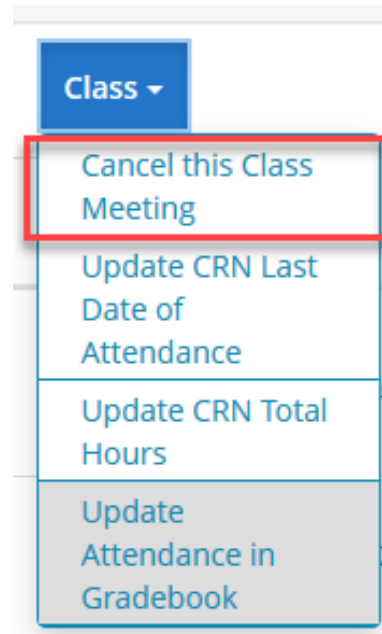 Class
Cancel this Class
Meeting
Update CRN Last
Date of
Attendance
Update CRN Total
Hours
Update
Attendance in
Gradebook